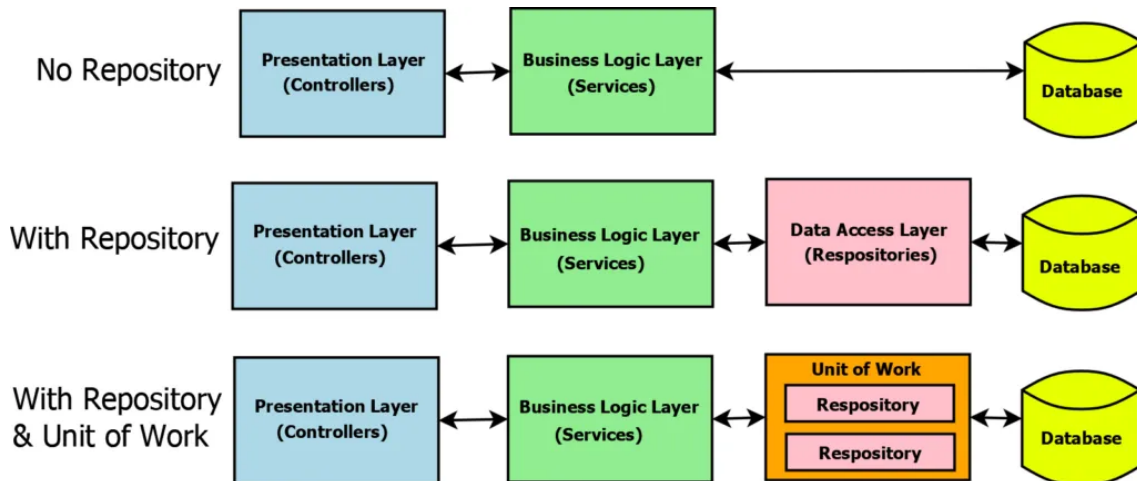 No Repository
Presentation Layer
(Controllers)
Business Logic Layer
(Services)
Database
With Repository
Presentation Layer
(Controllers)
Business Logic Layer
(Services)
Data Access Layer
(Respositories)
Database
With Repository
& Unit of Work
Presentation Layer
(Controllers)
Business Logic Layer
(Services)
Unit of Work
Respository
Respository
Database